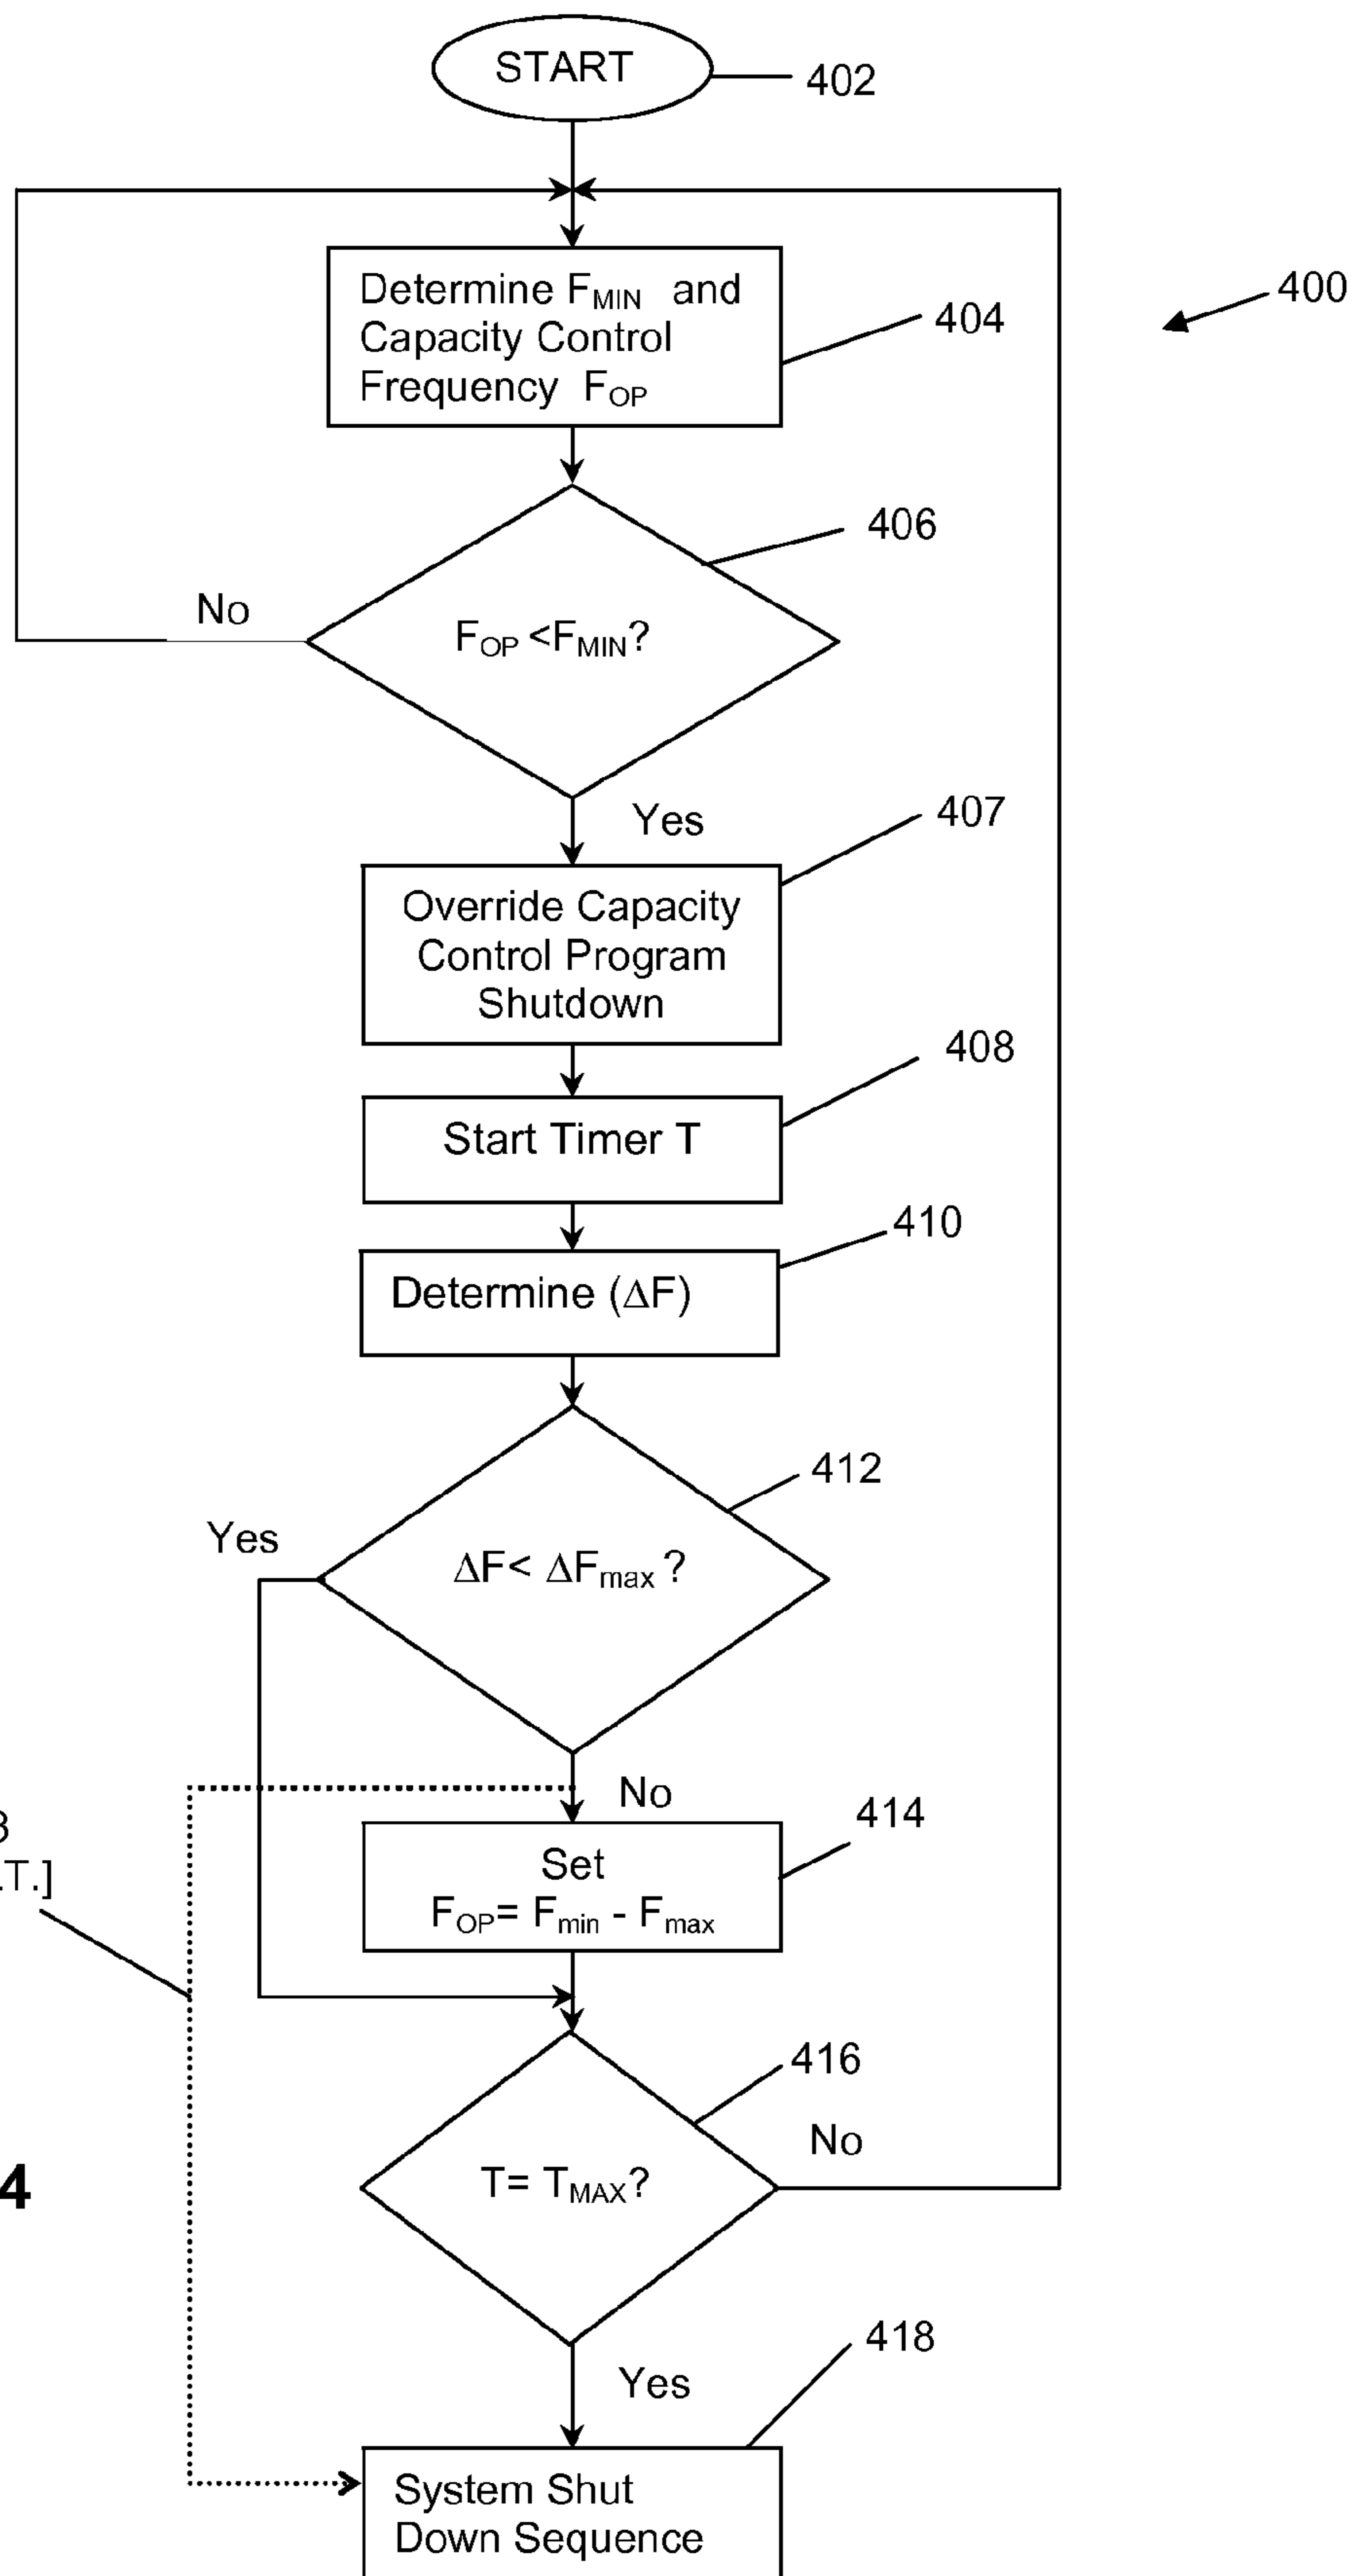 START
402
400
Determine FMIN and
Capacity Control
Frequency FOP
404
406
No
FOP <FMIN?
Yes
407
Override Capacity
Control Program
Shutdown
408
Start Timer T
410
Determine (ΔF)
412
Yes
ΔF< ΔFmax ?
No
414
Set
FOP= Fmin - Fmax
416
No
T= TMAX?
4
418
Yes
System Shut
Down Sequence